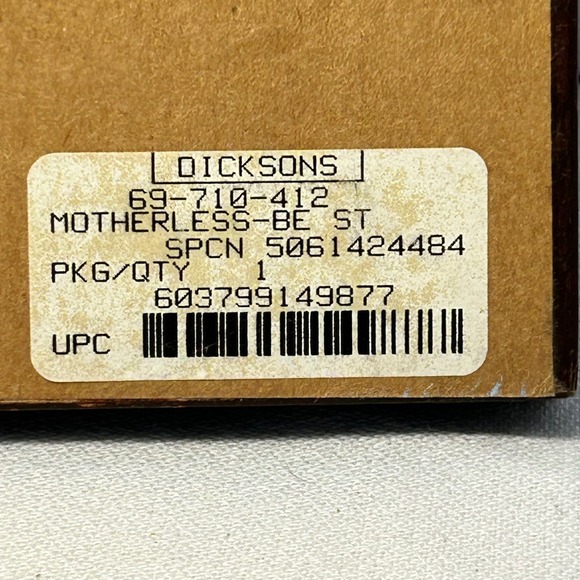 DICKSONS
69-710-412
MOTHERLESS-BE ST
SPCN 5061424484
PKG/QTY 1
603799149877
UPC